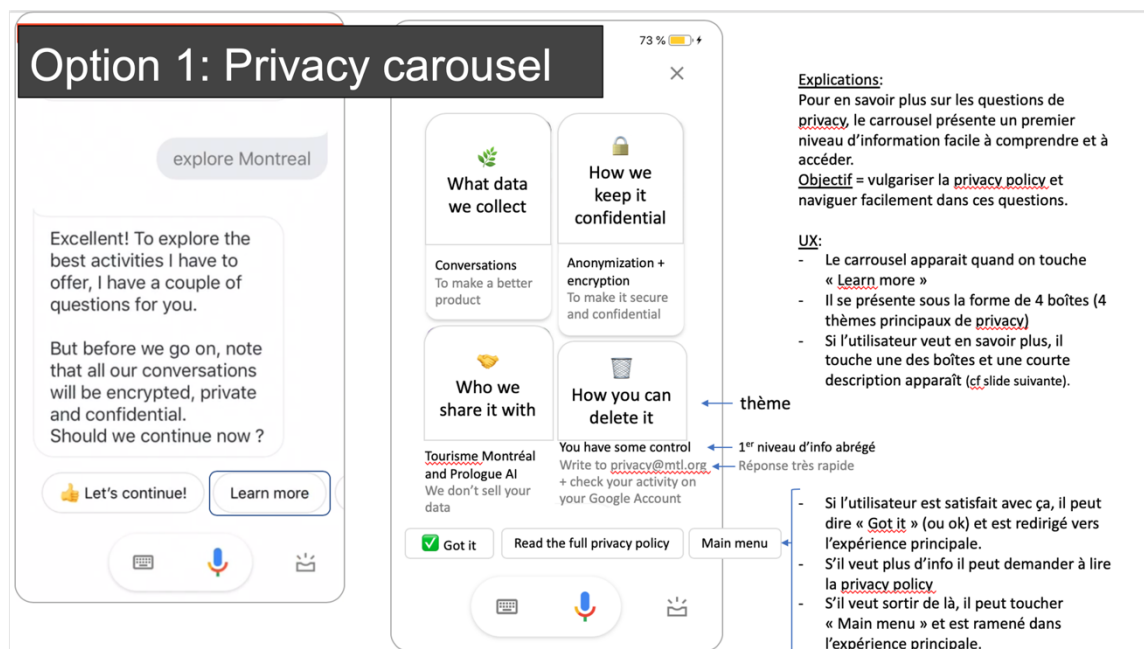 Option 1: Privacy carousel
explore Montreal
Excellent! To explore the
best activities I have to
offer, I have a couple of
questions for you.
But before we go on, note
that all our conversations
will be encrypted, private
and confidential.
Should we continue now ?
👍 Let's continue!
Learn more
73 %
What data
we collect
Conversations
To make a better
product
How we
keep it
confidential
Anonymization +
encryption
To make it secure
and confidential
Who we
share it with
Tourisme Montréal
and Prologue AI
We don't sell your
data
How you can
delete it
You have some control
Write to privacy@mtl.org
+ check your activity on
your Google Account
✅ Got it
Read the full privacy policy
Main menu
Explications:
Pour en savoir plus sur les questions de
privacy, le carrousel présente un premier
niveau d'information facile à comprendre et à
accéder.
Objectif = vulgariser la privacy policy et
naviguer facilement dans ces questions.
UX:
- Le carrousel apparait quand on touche
« Learn more »
- Il se présente sous la forme de 4 boîtes (4
thèmes principaux de privacy)
- Si l'utilisateur veut en savoir plus, il
touche une des boîtes et une courte
description apparaît (cf slide suivante).
thème
1er niveau d'info abrégé
Réponse très rapide
- Si l'utilisateur est satisfait avec ça, il peut
dire « Got it » (ou ok) et est redirigé vers
l'expérience principale.
- S'il veut plus d'info il peut demander à lire
la privacy policy
- S'il veut sortir de là, il peut toucher
« Main menu » et est ramené dans
l'expérience principale.